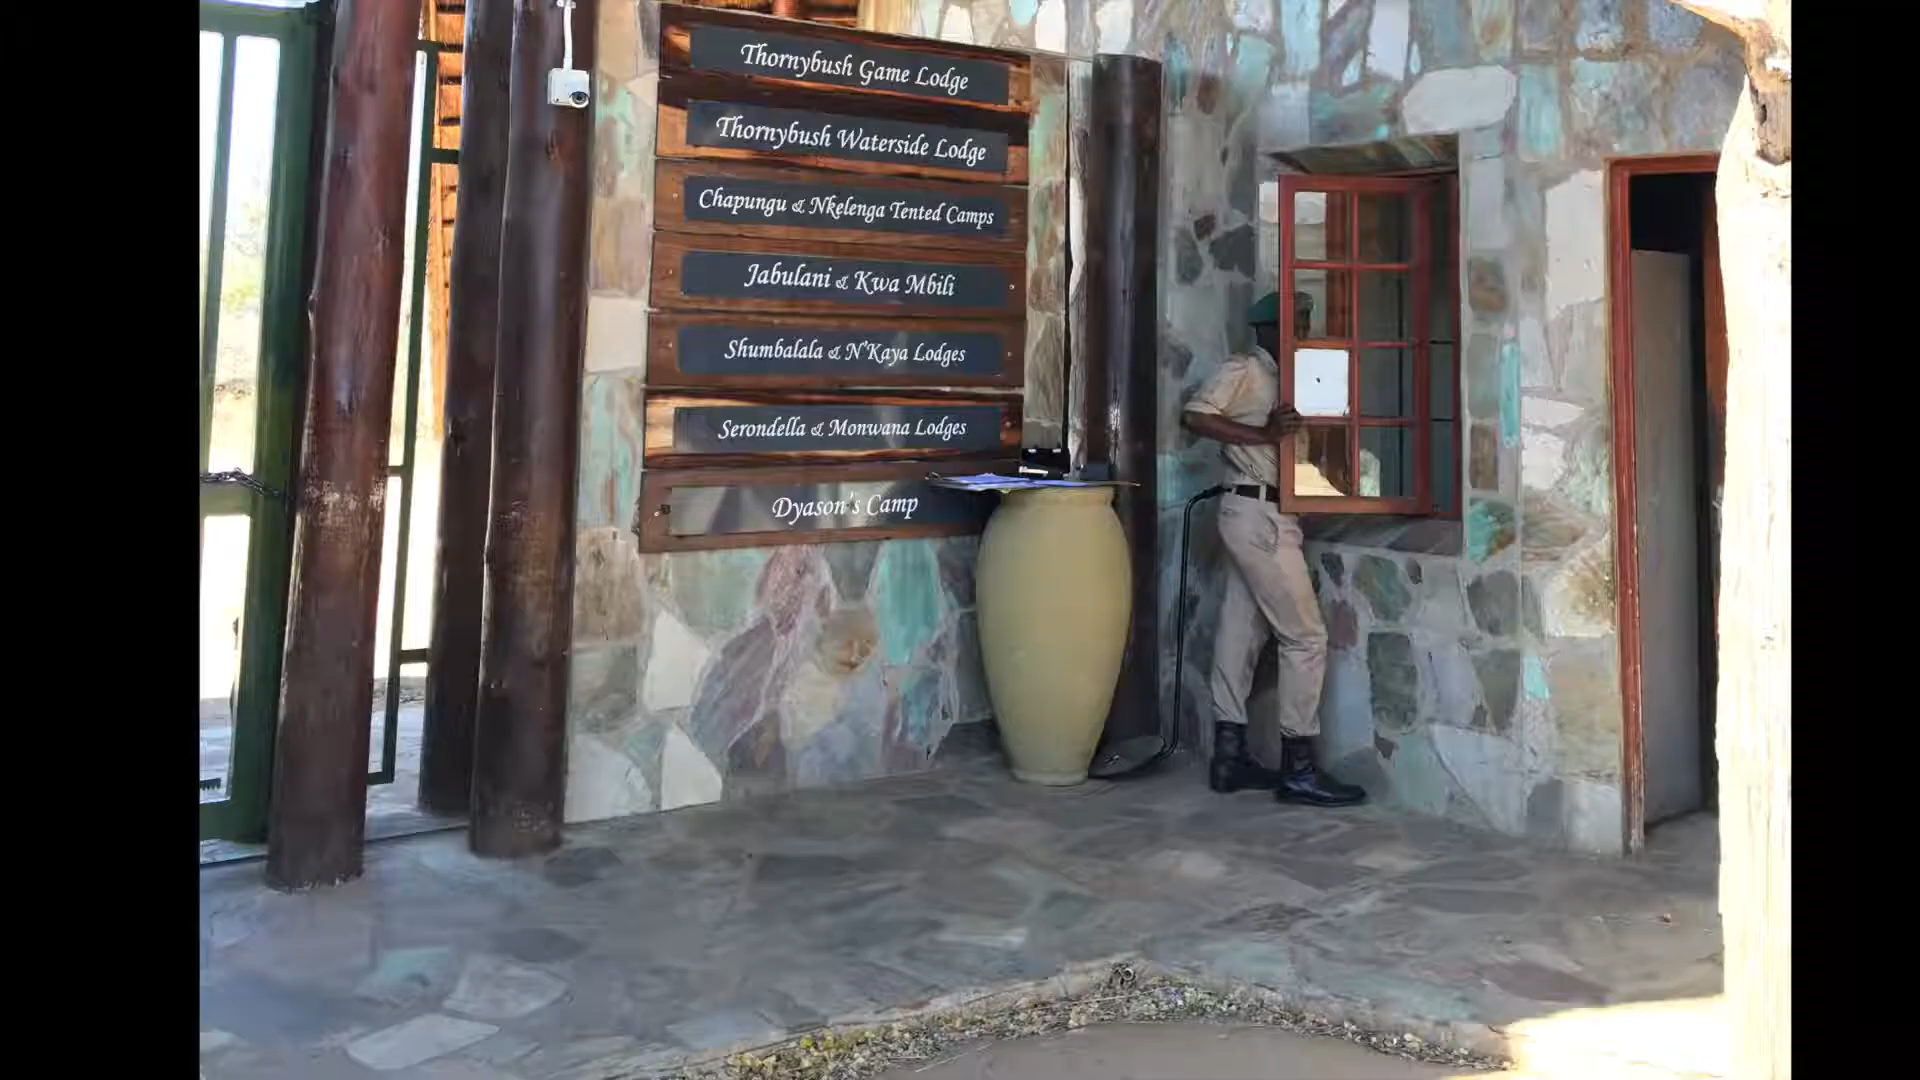 Thornybush Game Lodge
Thornybush Waterside Lodge
Chapungu & Nkelenga Tented Camps
Jabulani & Kwa Mbili
Shumbalala & N'Kaya Lodges
Serondella & Monwana Lodges
Dyason's Camp